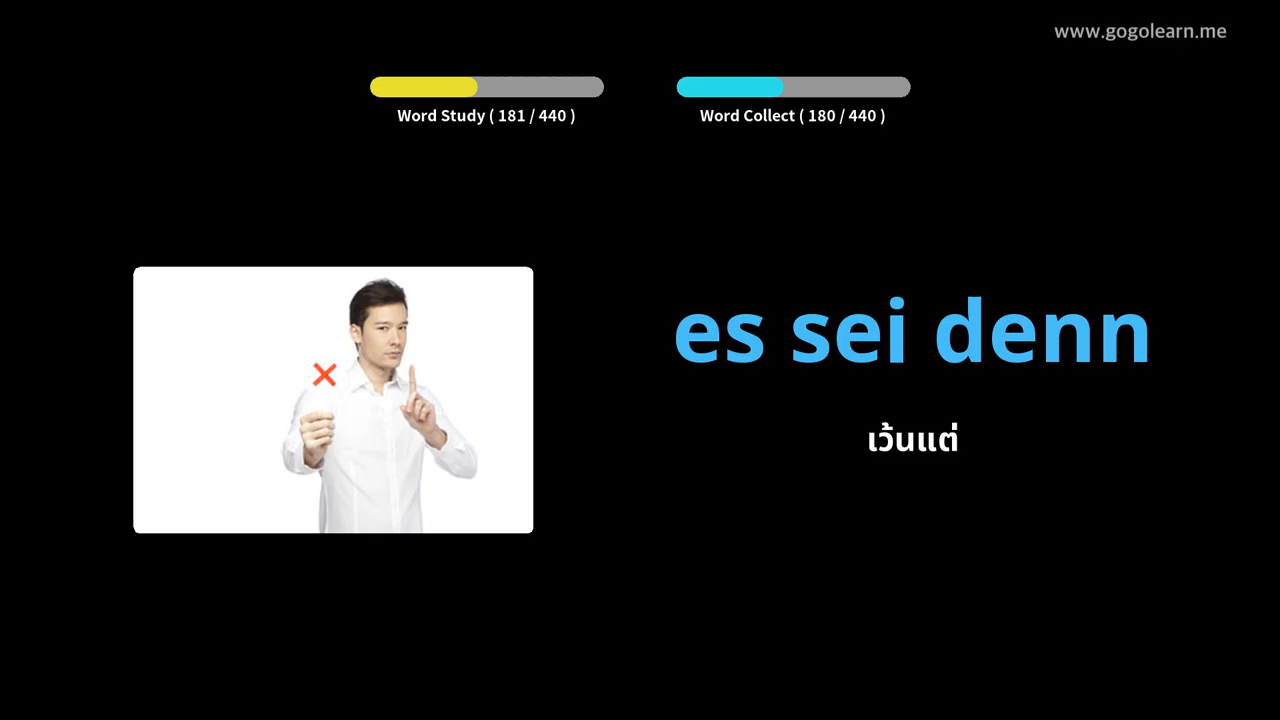 www.gogolearn.me
Word Study ( 181 / 440 )
Word Collect ( 180 / 440 )
es sei denn
เว้นแต่